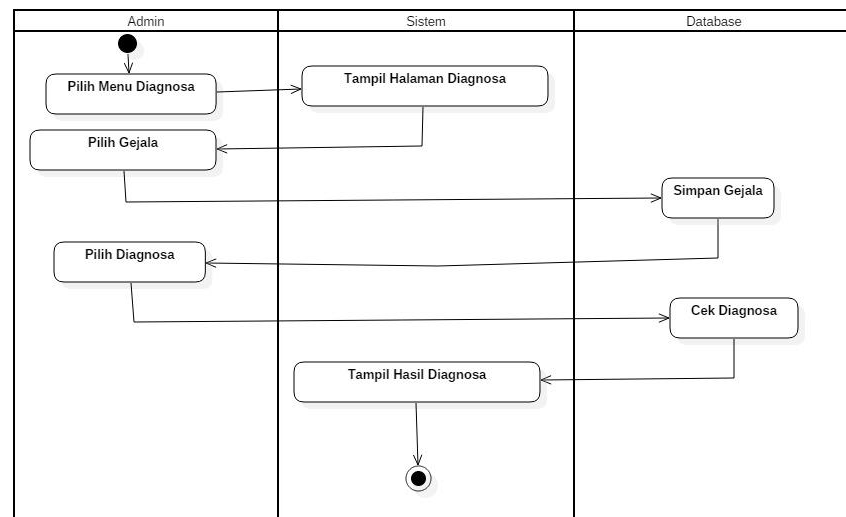 Admin
Sistem
Database
Pilih Menu Diagnosa
Tampil Halaman Diagnosa
Pilih Gejala
Simpan Gejala
Pilih Diagnosa
Cek Diagnosa
Tampil Hasil Diagnosa